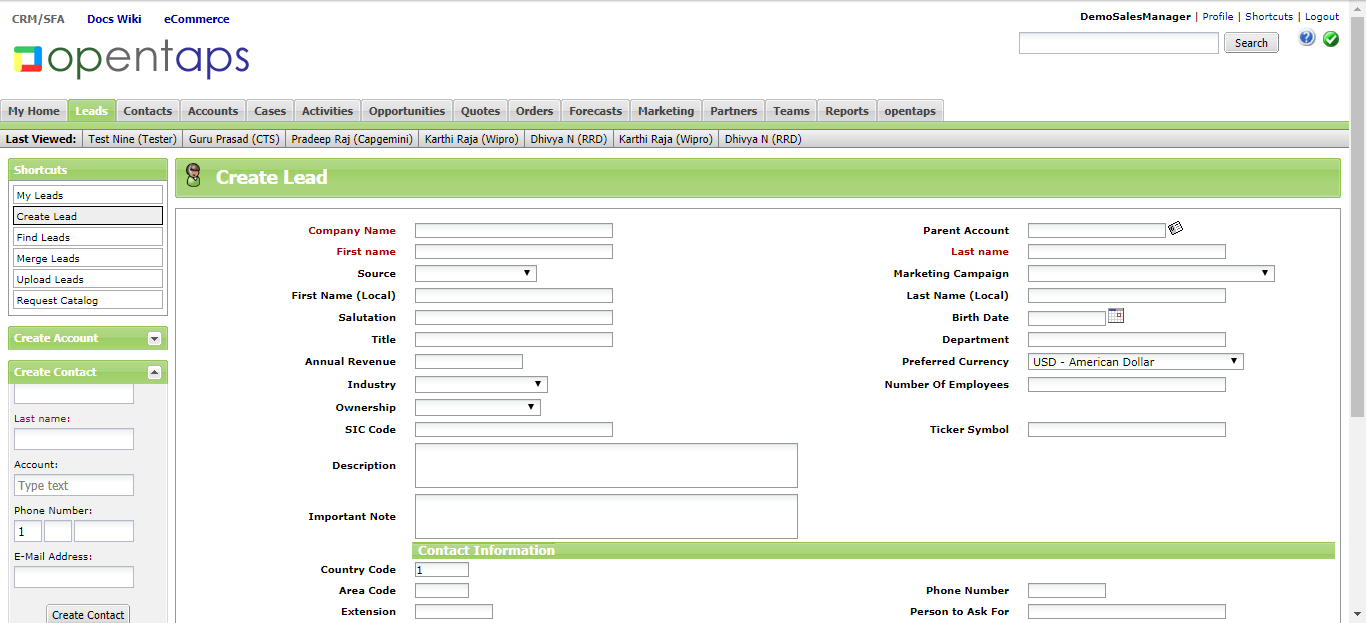 CRM/SFA Docs Wiki eCommerce
DemoSalesManager | Profile | Shortcuts | Logout
opentaps
Search
My Home Leads Contacts Accounts Cases Activities Opportunities Quotes Orders Forecasts Marketing Partners Teams Reports opentaps
Last Viewed: Test Nine (Tester) Guru Prasad (CTS) Pradeep Raj (Capgemini) Karthi Raja (Wipro) Dhivya N (RRD) Karthi Raja (Wipro) Dhivya N (RRD)
Shortcuts
My Leads
Create Lead
Find Leads
Merge Leads
Upload Leads
Request Catalog
Create Account
Create Contact
Last name:
Account:
Type text
Phone Number:
1
E-Mail Address:
Create Contact
Create Lead
Company Name Parent Account
First name Last name
Source Marketing Campaign
First Name (Local) Last Name (Local)
Salutation Birth Date
Title Department
Annual Revenue Preferred Currency USD - American Dollar
Industry Number Of Employees
Ownership
SIC Code Ticker Symbol
Description
Important Note
Contact Information
Country Code 1
Area Code Phone Number
Extension Person to Ask For